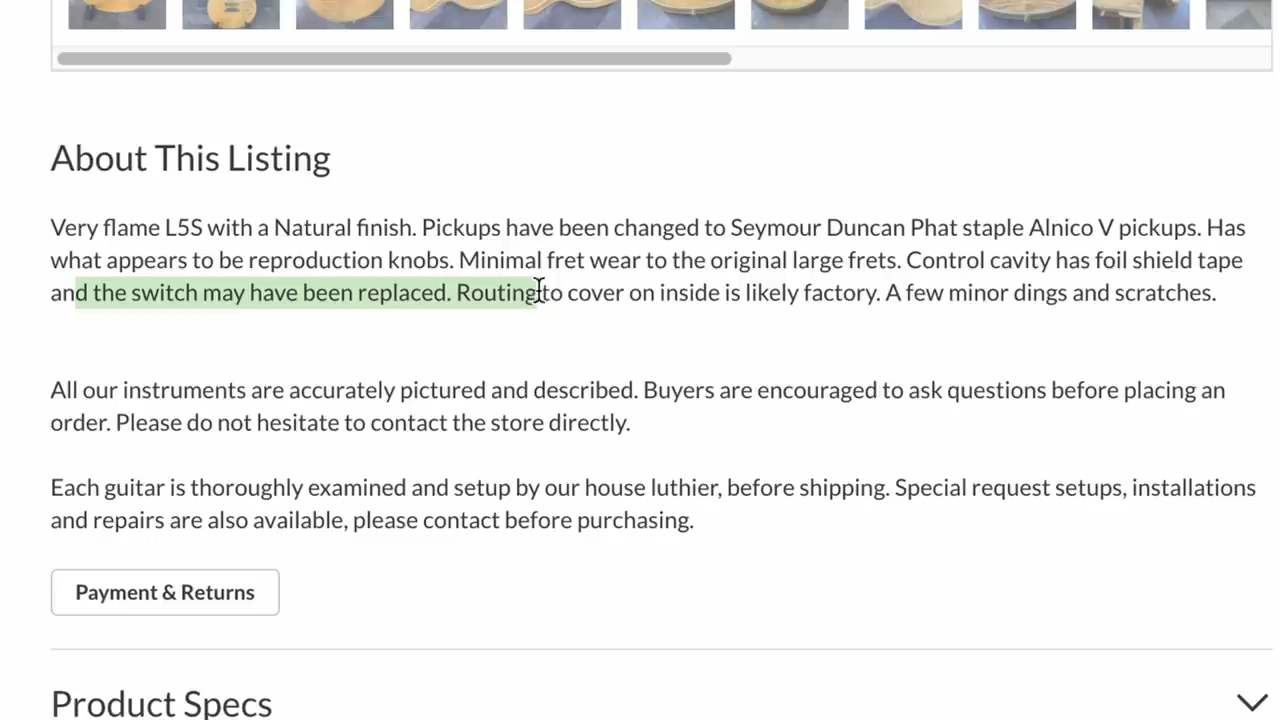 About This Listing
Very flame L5S with a Natural finish. Pickups have been changed to Seymour Duncan Phat staple Alnico V pickups. Has
what appears to be reproduction knobs. Minimal fret wear to the original large frets. Control cavity has foil shield tape
and the switch may have been replaced. Routing to cover on inside is likely factory. A few minor dings and scratches.
All our instruments are accurately pictured and described. Buyers are encouraged to ask questions before placing an
order. Please do not hesitate to contact the store directly.
Each guitar is thoroughly examined and setup by our house luthier, before shipping. Special request setups, installations
and repairs are also available, please contact before purchasing.
Payment & Returns
Product Specs